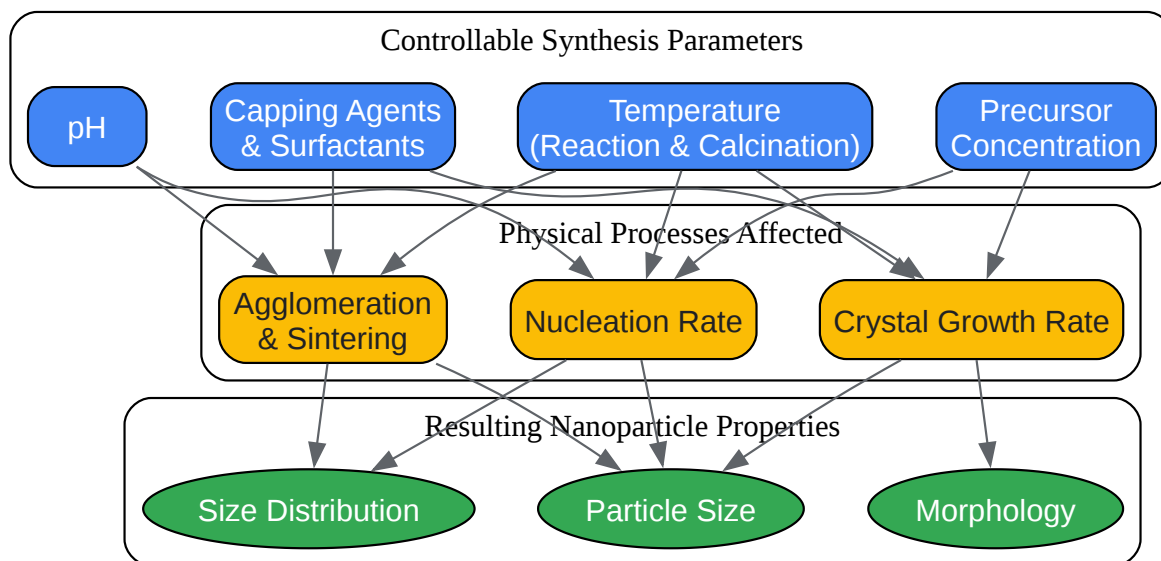 Controllable Synthesis Parameters
pH
Capping Agents
& Surfactants
Temperature
(Reaction & Calcination)
Precursor
Concentration
Physical Processes Affected
Agglomeration
& Sintering
Nucleation Rate
Crystal Growth Rate
Resulting Nanoparticle Properties
Size Distribution
Particle Size
Morphology